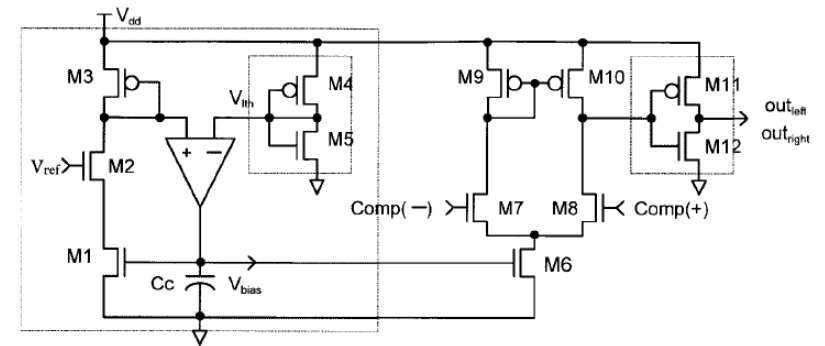 Vdd
M3
M4
M9
M10
M11
Vlth
+ −
M5
M12
outleft
outright
Vref
M2
Comp(−)
M7
M8
Comp(+)
M1
M6
Cc
Vbias